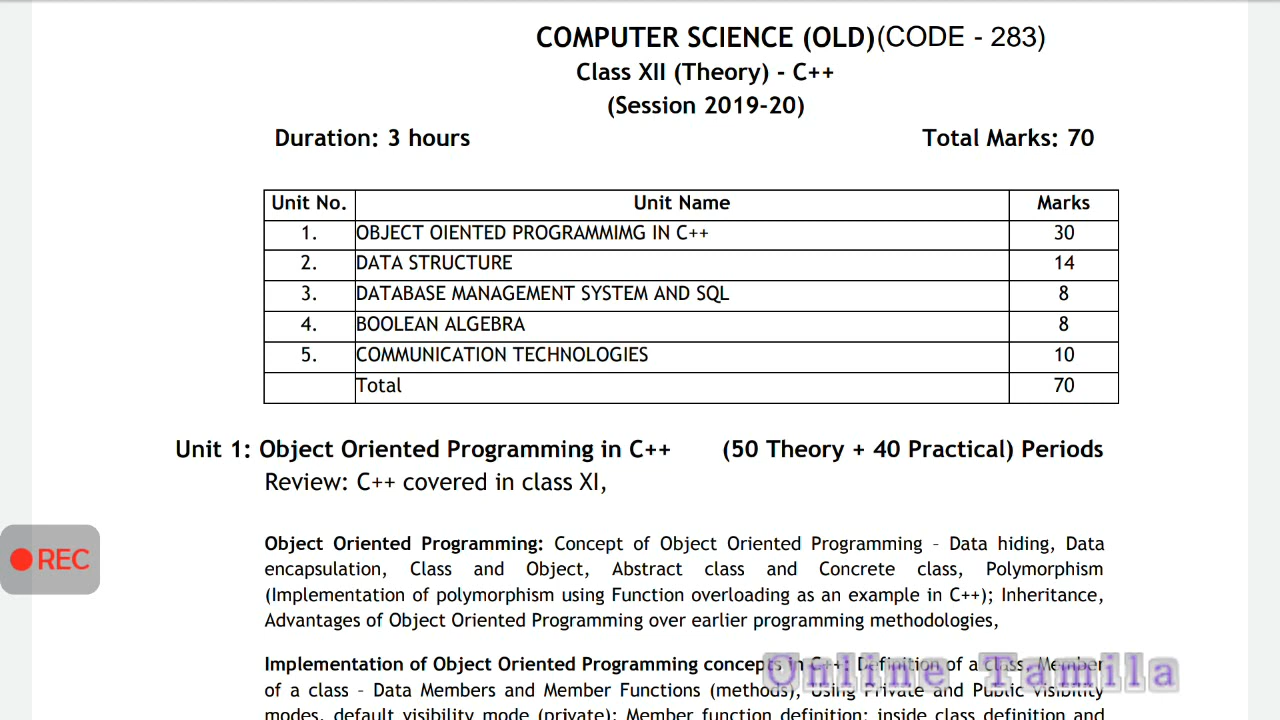 COMPUTER SCIENCE (OLD)(CODE - 283)
Class XII (Theory) - C++
(Session 2019-20)
Duration: 3 hours Total Marks: 70
Unit No. Unit Name Marks
1. OBJECT OIENTED PROGRAMMIMG IN C++ 30
2. DATA STRUCTURE 14
3. DATABASE MANAGEMENT SYSTEM AND SQL 8
4. BOOLEAN ALGEBRA 8
5. COMMUNICATION TECHNOLOGIES 10
Total 70
Unit 1: Object Oriented Programming in C++ (50 Theory + 40 Practical) Periods
Review: C++ covered in class XI,
Object Oriented Programming: Concept of Object Oriented Programming – Data hiding, Data
encapsulation, Class and Object, Abstract class and Concrete class, Polymorphism
(Implementation of polymorphism using Function overloading as an example in C++); Inheritance,
Advantages of Object Oriented Programming over earlier programming methodologies,
REC
Implementation of Object Oriented Programming concepts in C++: Definition of a class, Member
of a class – Data Members and Member Functions (methods), Using Private and Public visibility
modes, default visibility mode (private); Member function definition: inside class definition and
Online Tamila